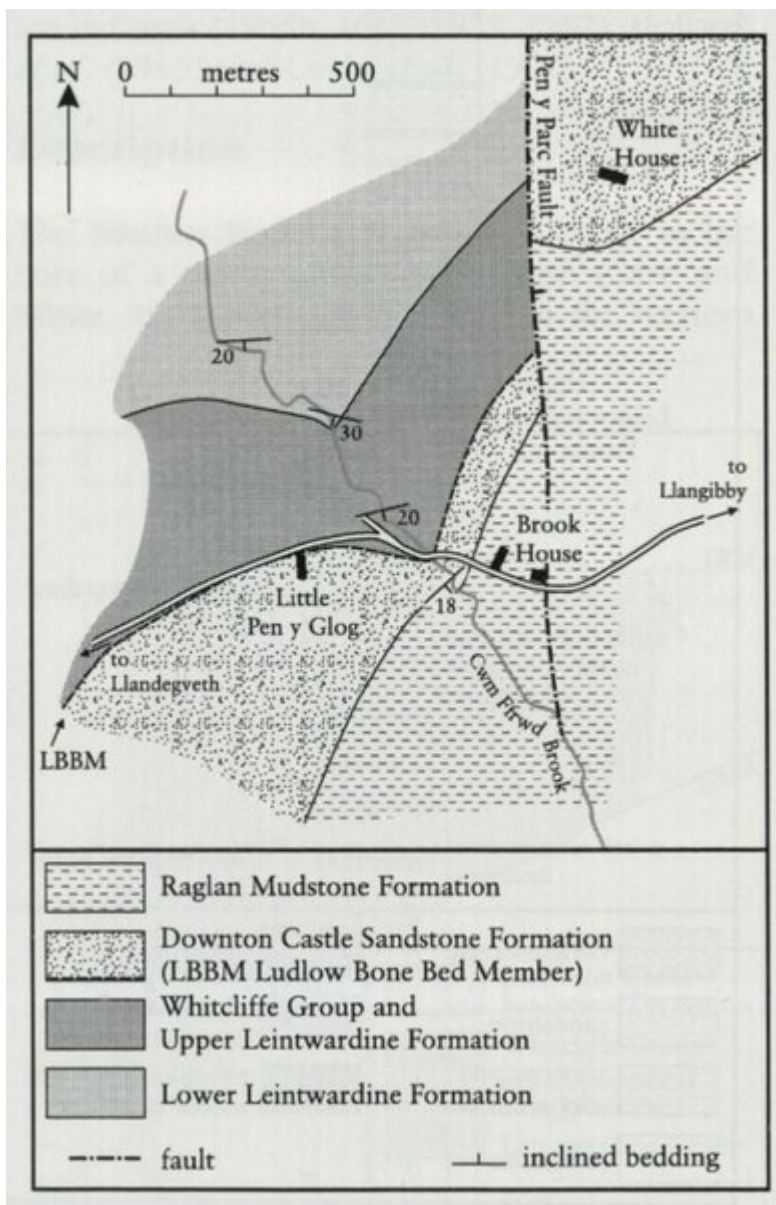 N
0 metres 500
Pen y Parc Fault
White
House
20
30
20
to
Llangibby
Brook
House
Little
Pen y Glog
18
to
Llandegveth
Cwm Ffrwd Brook
LBBM
Raglan Mudstone Formation
Downton Castle Sandstone Formation
(LBBM Ludlow Bone Bed Member)
Whitcliffe Group and
Upper Leintwardine Formation
Lower Leintwardine Formation
fault
inclined bedding